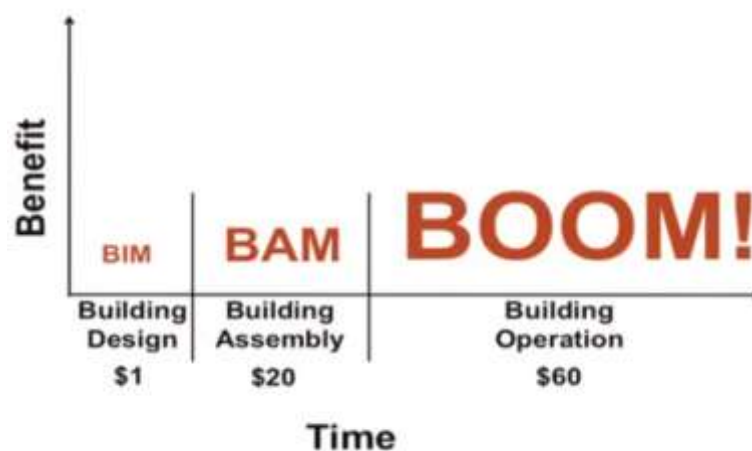 Benefit
BIM
BAM
BOOM!
Building
Design
$1
Building
Assembly
$20
Building
Operation
$60
Time